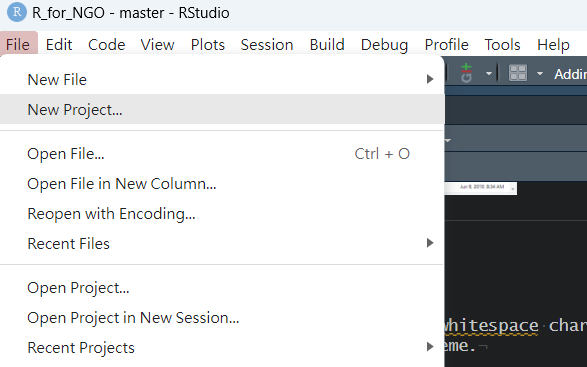 R R_for_NGO - master - RStudio
File Edit Code View Plots Session Build Debug Profile Tools Help
New File
Addin
New Project...
Open File... Ctrl + O
Open File in New Column...
Jun 9, 2019 8:34 AM
Reopen with Encoding...
Recent Files
Open Project...
Open Project in New Session...
whitespace chan
Recent Projects
eme.¬